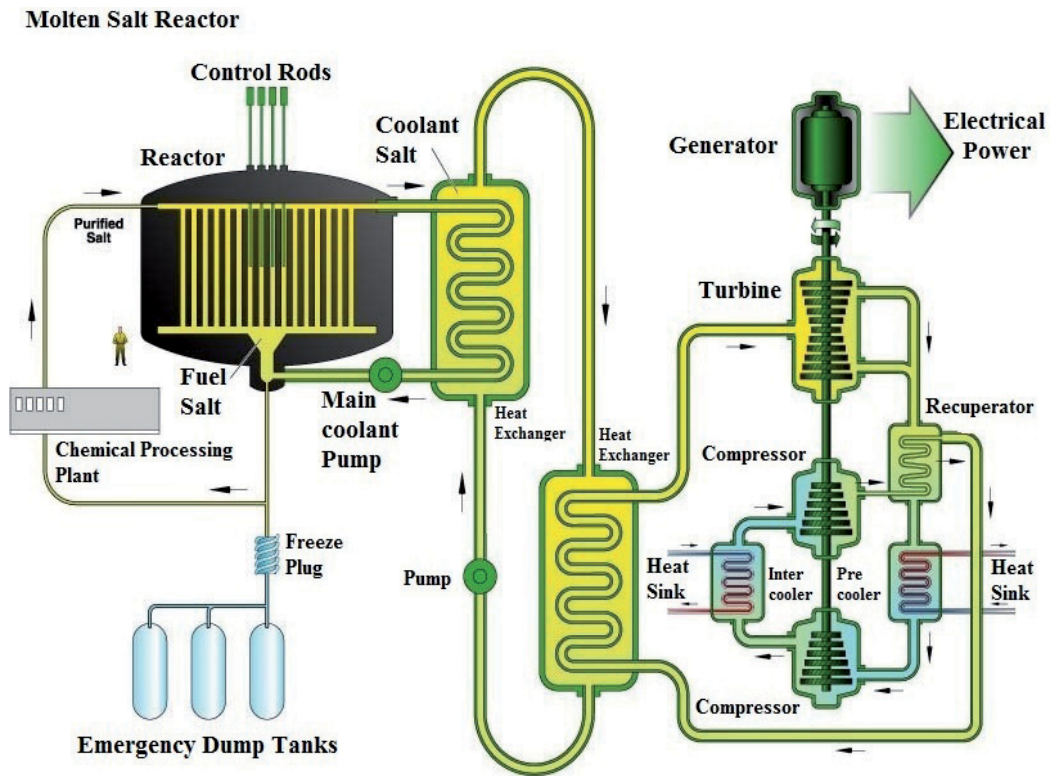 Molten Salt Reactor
Control Rods
Reactor
Coolant
Salt
Generator
Electrical
Power
Purified
Salt
Turbine
Fuel
Salt
Main
coolant
Pump
Heat
Exchanger
Heat
Exchanger
Recuperator
Chemical Processing
Plant
Compressor
Freeze
Plug
Pump
Heat
Sink
Inter
cooler
Pre
cooler
Heat
Sink
Compressor
Emergency Dump Tanks